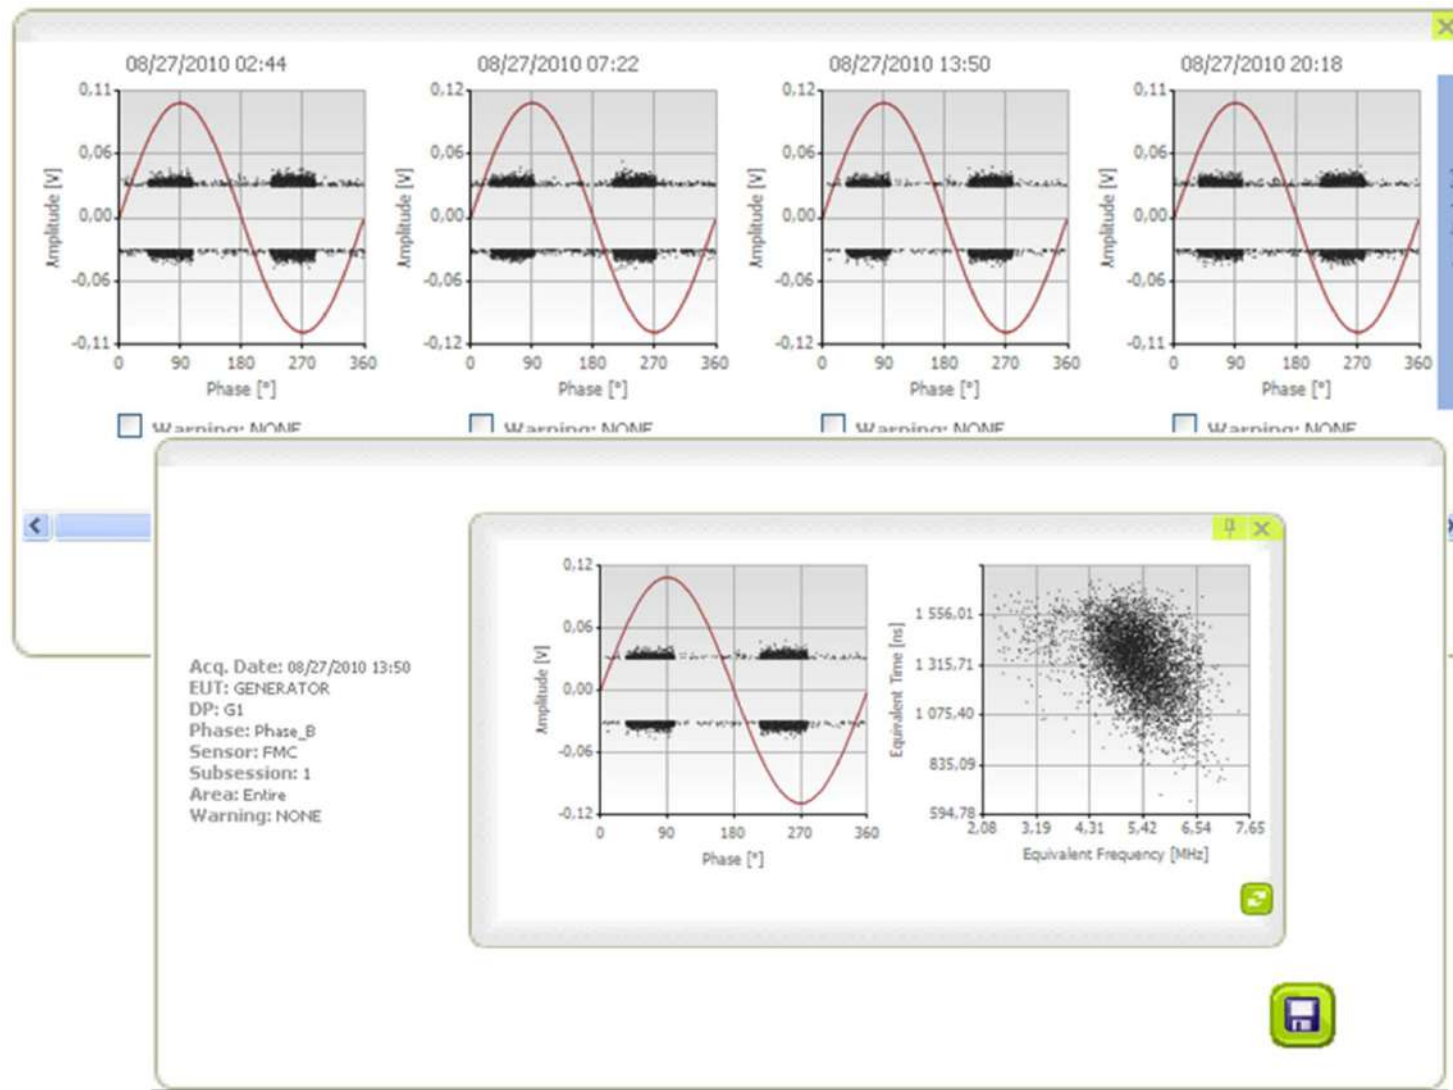 08/27/2010 02:44
08/27/2010 07:22
08/27/2010 13:50
08/27/2010 20:18
0,11
0,06
0,00
-0,06
-0,11
Amplitude [V]
0 90 180 270 360
Phase [°]
0,12
0,06
0,00
-0,06
-0,12
Amplitude [V]
0 90 180 270 360
Phase [°]
0,12
0,06
0,00
-0,06
-0,12
Amplitude [V]
0 90 180 270 360
Phase [°]
0,11
0,06
0,00
-0,06
-0,11
Amplitude [V]
0 90 180 270 360
Phase [°]
Warning: NONE
Warning: NONE
Warning: NONE
Warning: NONE
Acq. Date: 08/27/2010 13:50
EUT: GENERATOR
DP: G1
Phase: Phase_B
Sensor: FMC
Subsession: 1
Area: Entire
Warning: NONE
0,12
0,06
0,00
-0,06
-0,12
Amplitude [V]
0 90 180 270 360
Phase [°]
1 556,01
1 315,71
1 075,40
835,09
594,78
Equivalent Time [ns]
2,08 3,19 4,31 5,42 6,54 7,65
Equivalent Frequency [MHz]